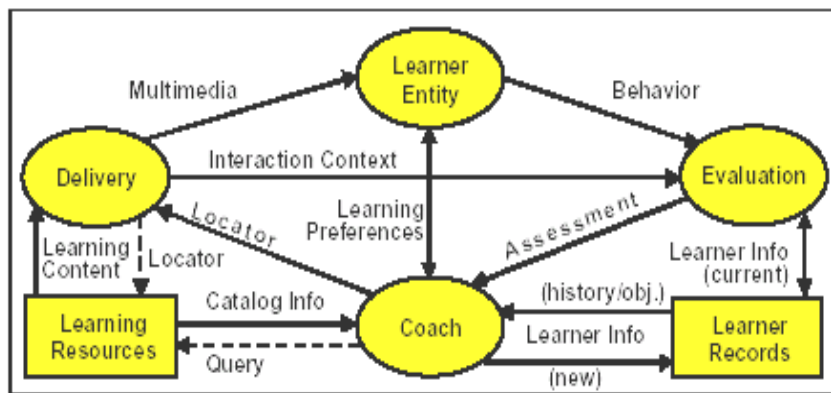 Learner
Entity
Multimedia
Behavior
Interaction Context
Delivery
Evaluation
Learning
Preferences
Locator
Assessment
Learning
Content
Locator
Learner Info
(current)
Catalog Info
(history/obj.)
Learning
Resources
Coach
Learner Info
Learner
Records
Query
(new)